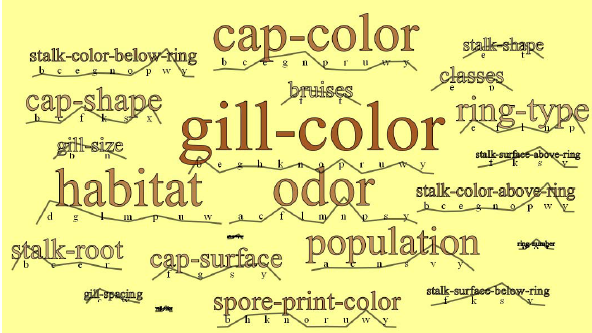 cap-color
b c e g n p r u w y
stalk-shape
stalk-color-below-ring
b c e g n o p w y
classes
e p
bruises
f t
cap-shape
b c f k s x
ring-type
e f l n p
gill-color
b e g h k n o p r u w y
gill-size
b n
stalk-surface-above-ring
f k s y
habitat
d g l m p u w
odor
a c f l m n p s y
stalk-color-above-ring
b c e g n o p w y
population
a c n s v y
ring-number
stalk-root
b c e r
cap-surface
f g s y
gill-spacing
stalk-surface-below-ring
f k s y
spore-print-color
b h k n o r u w y